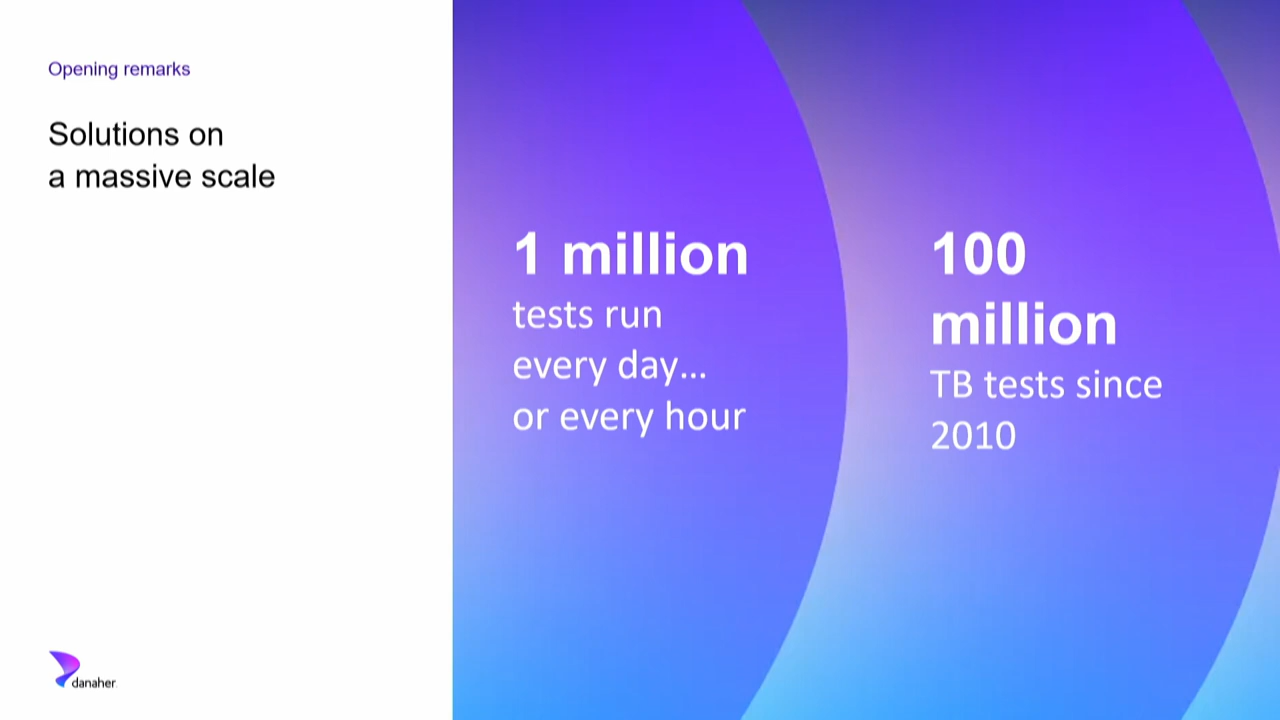 Opening remarks
Solutions on
a massive scale
1 million
tests run
every day...
or every hour
100
million
TB tests since
2010
danaher